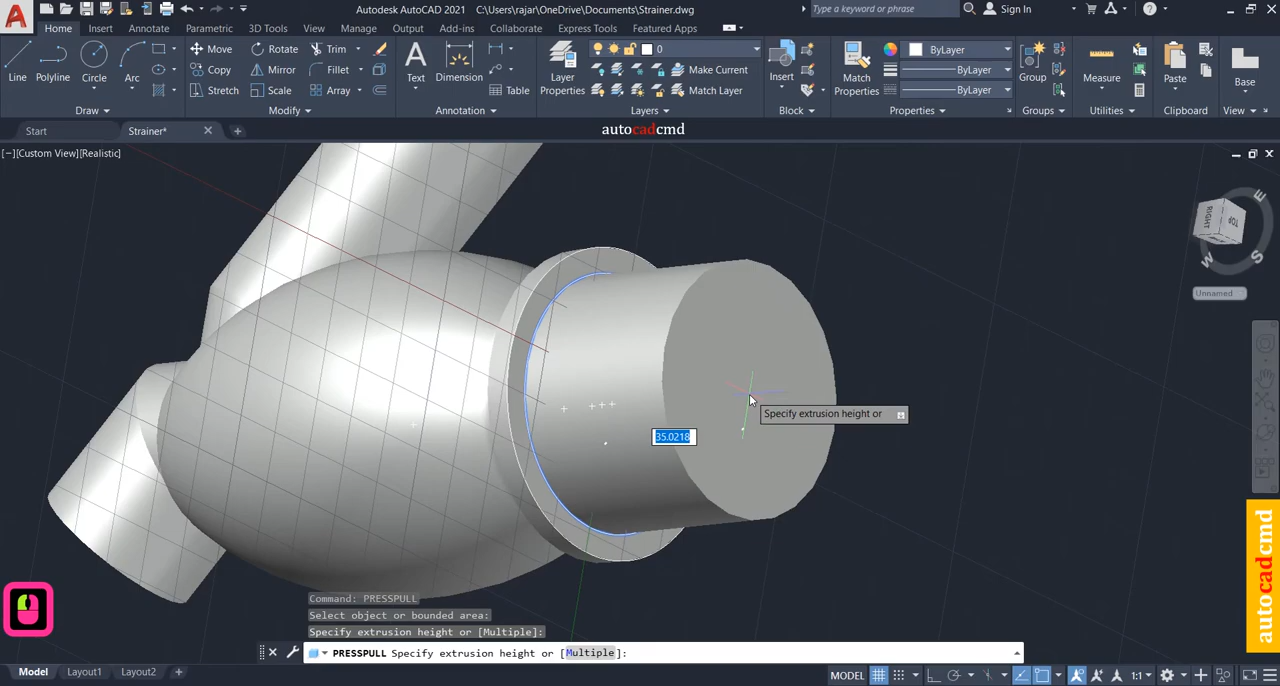 Autodesk AutoCAD 2021 C:\Users\rajar\OneDrive\Documents\Strainer.dwg
Type a keyword or phrase
Sign In
Home Insert Annotate Parametric 3D Tools View Manage Output Add-ins Collaborate Express Tools Featured Apps
Move Rotate Trim
Copy Mirror Fillet
Stretch Scale Array
Line Polyline Circle Arc
Text Dimension Table
Layer Properties
0
Make Current
Match Layer
Insert
Match Properties
ByLayer
ByLayer
ByLayer
Group
Measure
Paste
Base
Draw Modify Annotation Layers Block Properties Groups Utilities Clipboard View
Start Strainer*
autocadcmd
[−][Custom View][Realistic]
RIGHT TOP
E
W
S
Unnamed
Specify extrusion height or
35.0218
autocadcmd
Command: PRESSPULL
Select object or bounded area:
Specify extrusion height or [Multiple]:
PRESSPULL Specify extrusion height or [Multiple]:
Model Layout1 Layout2
MODEL
1:1